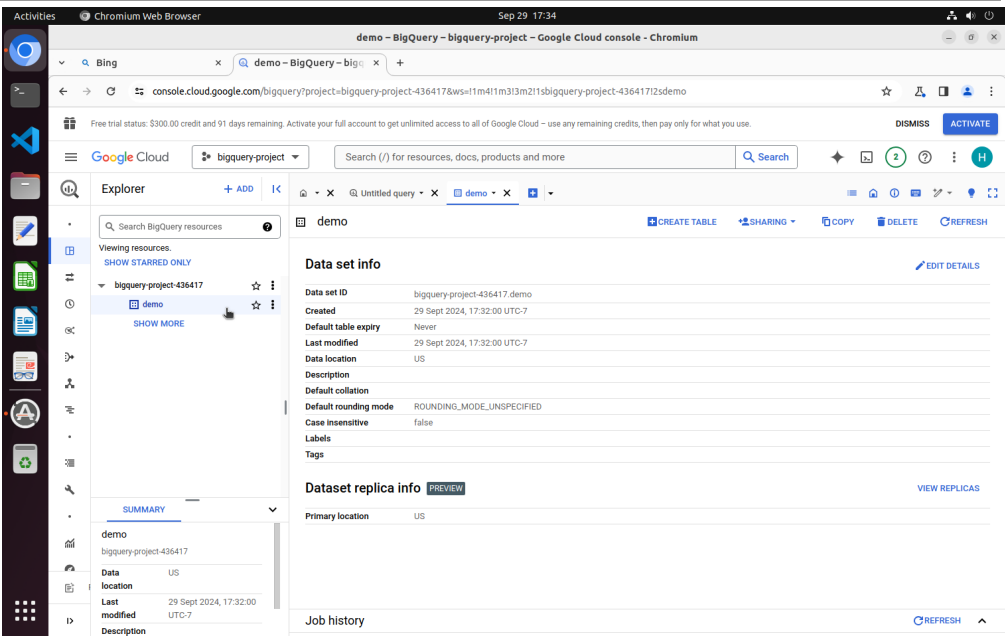 Activities
Chromium Web Browser
Sep 29 17:34
demo – BigQuery – bigquery-project – Google Cloud console - Chromium
Bing
demo – BigQuery – big
console.cloud.google.com/bigquery?project=bigquery-project-436417&ws=!1m4!1m3!3m2!1sbigquery-project-436417!2sdemo
Free trial status: $300.00 credit and 91 days remaining. Activate your full account to get unlimited access to all of Google Cloud – use any remaining credits, then pay only for what you use.
DISMISS
ACTIVATE
Google Cloud
bigquery-project
Search (/) for resources, docs, products and more
Search
2
H
Explorer
+ ADD
Untitled query
demo
Search BigQuery resources
Viewing resources.
SHOW STARRED ONLY
bigquery-project-436417
demo
SHOW MORE
demo
CREATE TABLE
SHARING
COPY
DELETE
REFRESH
Data set info
EDIT DETAILS
Data set ID bigquery-project-436417.demo
Created 29 Sept 2024, 17:32:00 UTC-7
Default table expiry Never
Last modified 29 Sept 2024, 17:32:00 UTC-7
Data location US
Description
Default collation
Default rounding mode ROUNDING_MODE_UNSPECIFIED
Case insensitive false
Labels
Tags
Dataset replica info PREVIEW
VIEW REPLICAS
Primary location US
SUMMARY
demo
bigquery-project-436417
Data location US
Last modified 29 Sept 2024, 17:32:00 UTC-7
Description
Job history
REFRESH